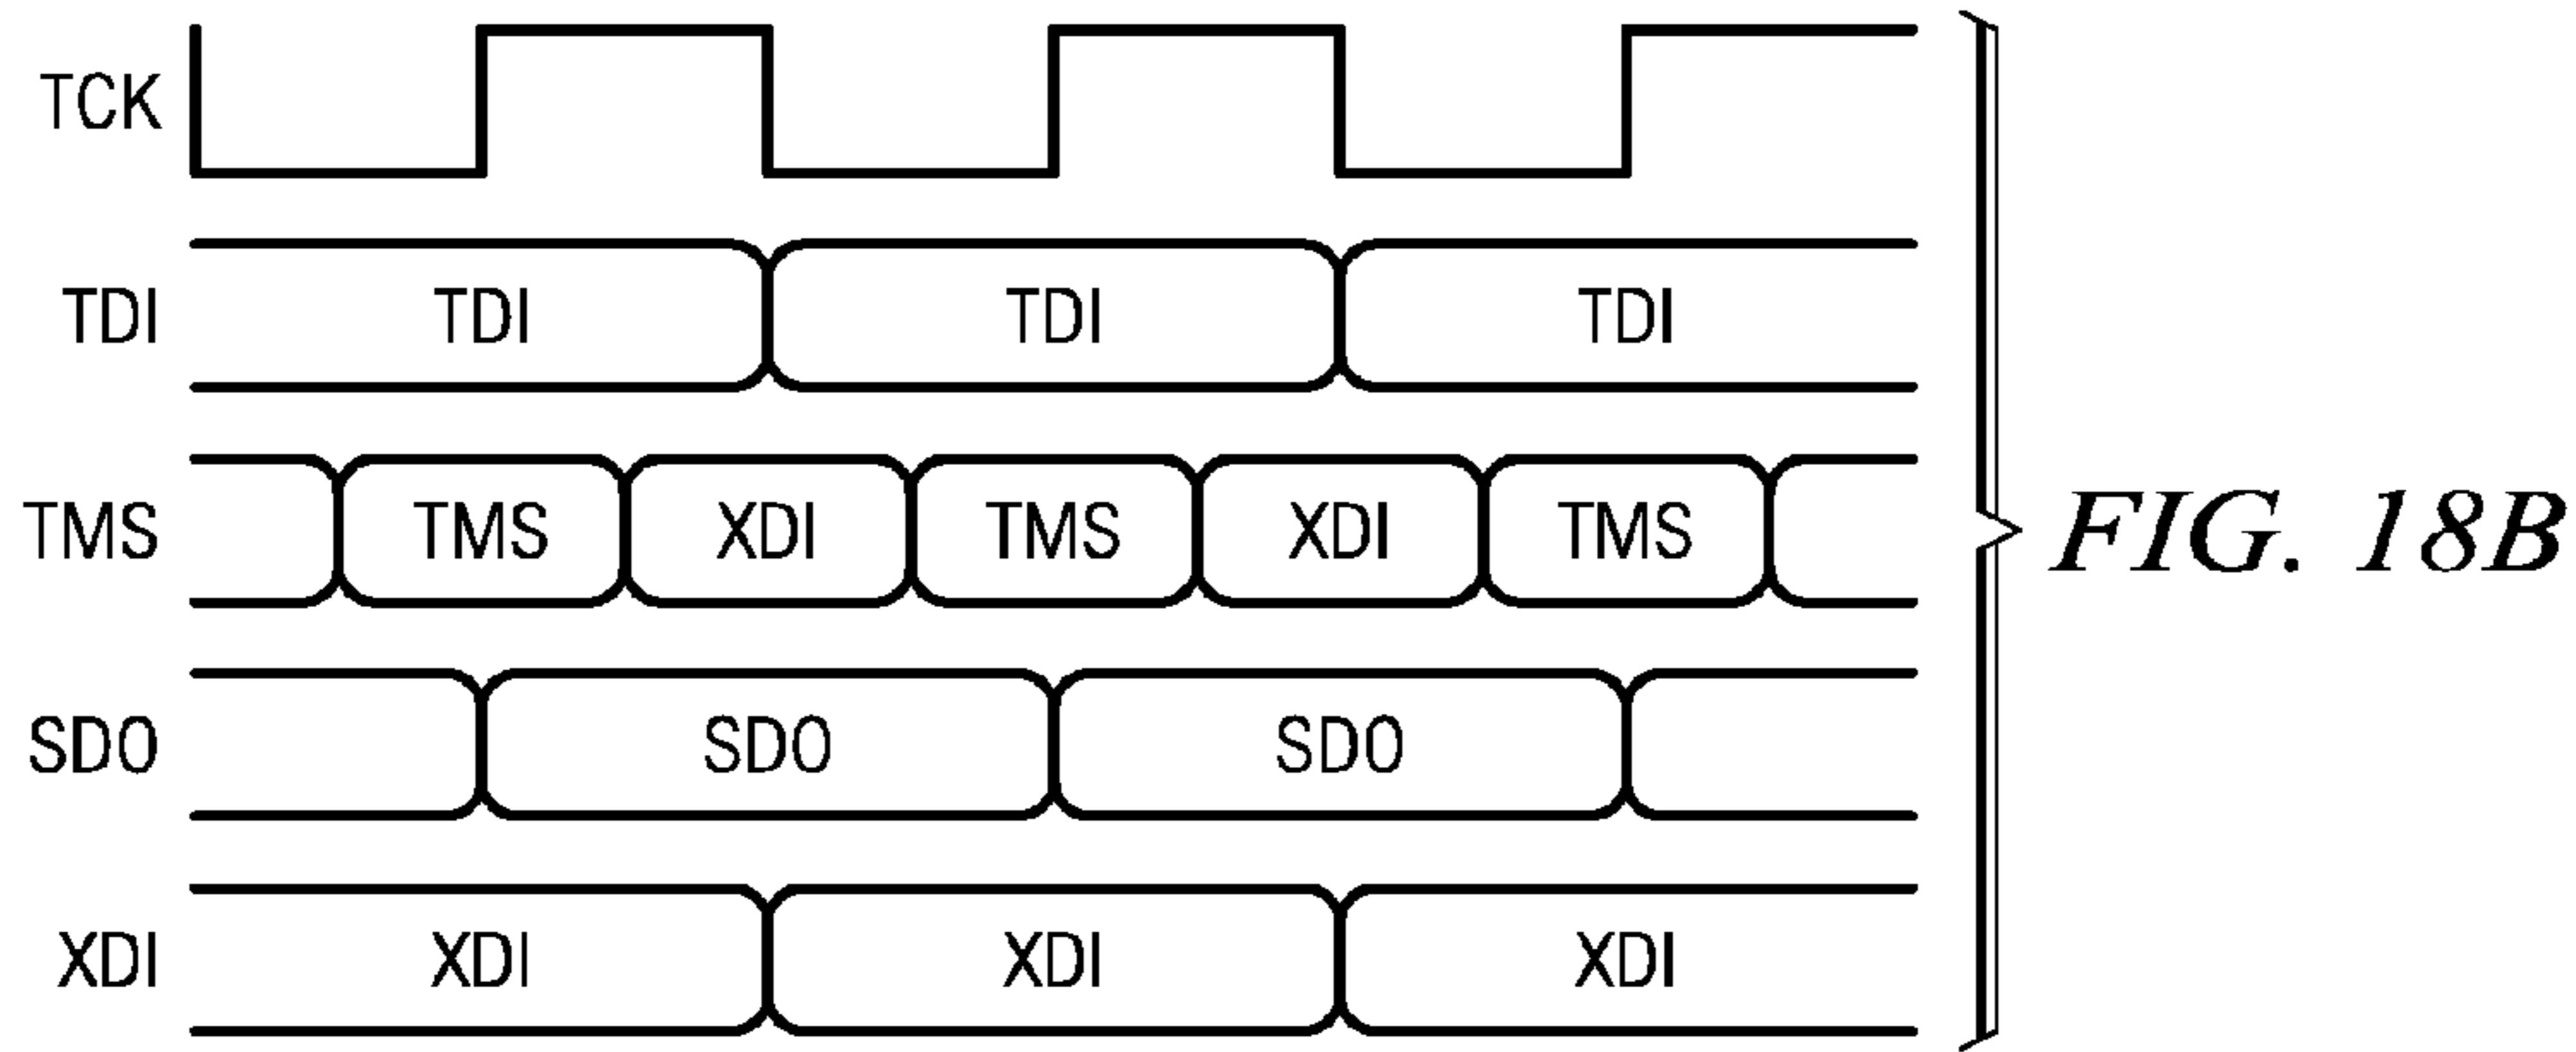 TCK
TDI TDI TDI TDI
TMS TMS XDI TMS XDI TMS
SDO SDO SDO
XDI XDI XDI XDI
FIG. 18B